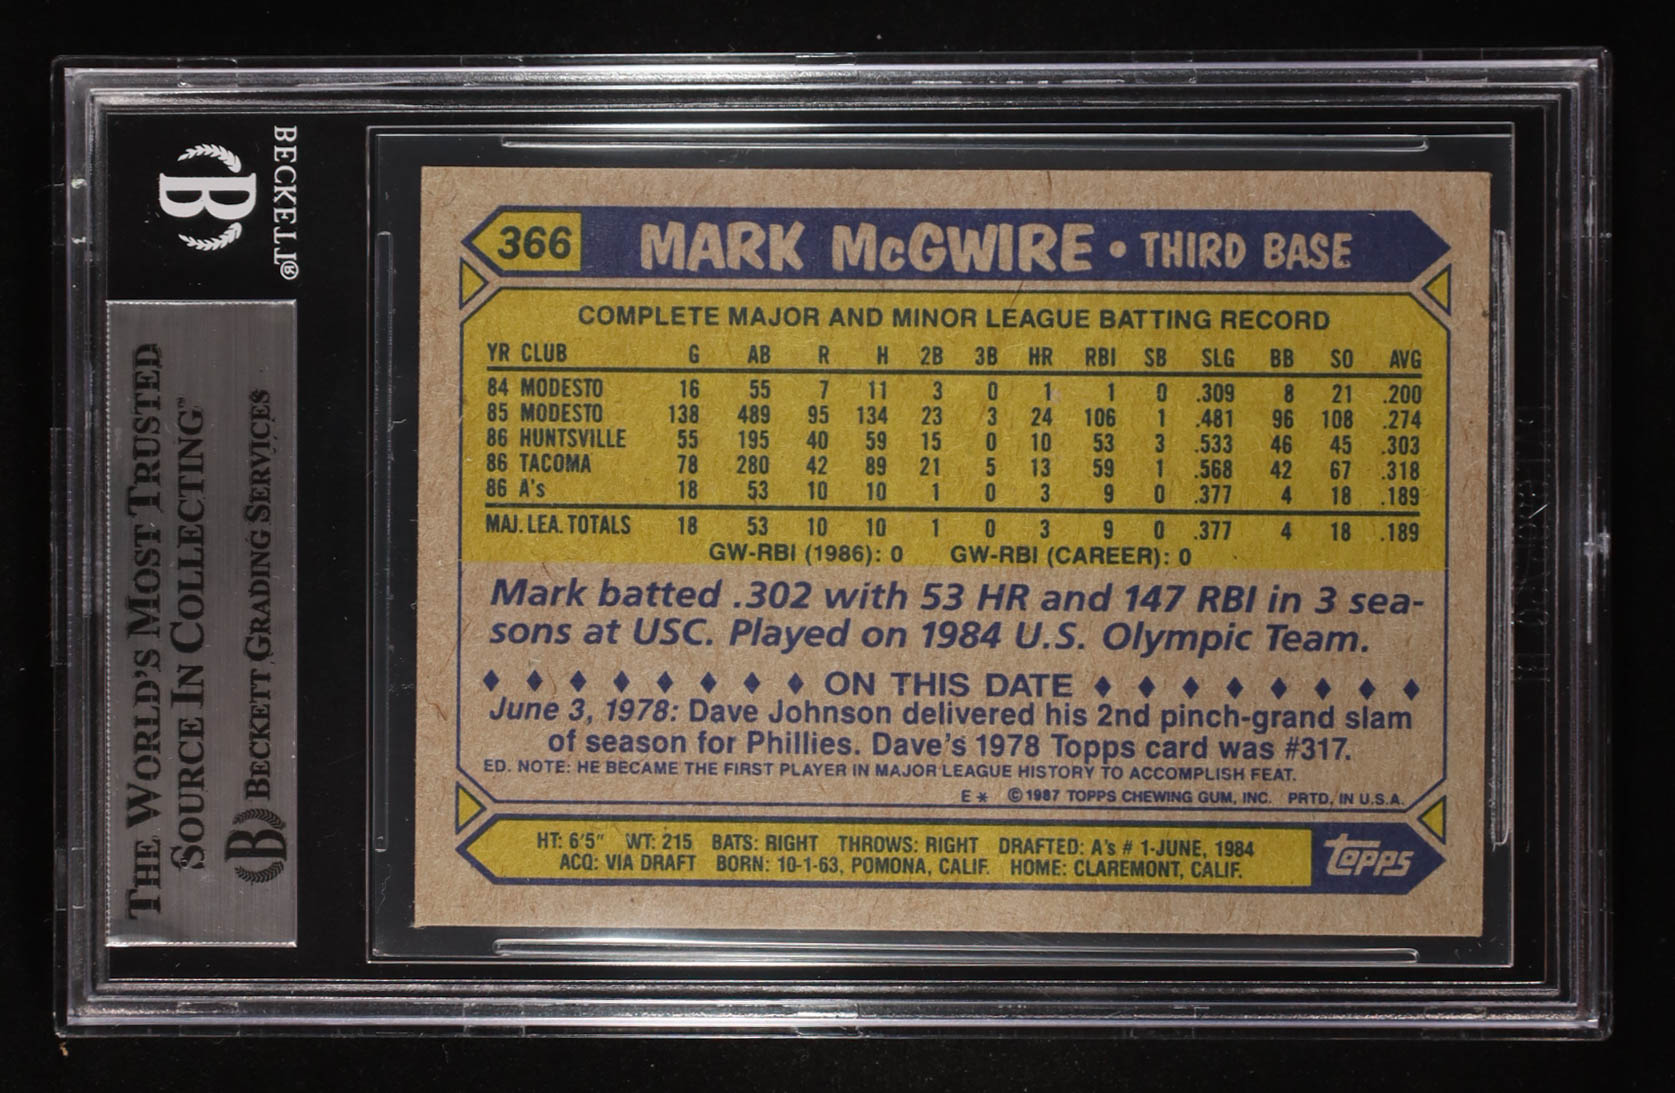 BECKETT®
B
THE WORLD'S MOST TRUSTED
SOURCE IN COLLECTING™
B BECKETT GRADING SERVICES
366 MARK McGWIRE • THIRD BASE
COMPLETE MAJOR AND MINOR LEAGUE BATTING RECORD
YR CLUB G AB R H 2B 3B HR RBI SB SLG BB SO AVG
84 MODESTO 16 55 7 11 3 0 1 1 0 .309 8 21 .200
85 MODESTO 138 489 95 134 23 3 24 106 1 .481 96 108 .274
86 HUNTSVILLE 55 195 40 59 15 0 10 53 3 .533 46 45 .303
86 TACOMA 78 280 42 89 21 5 13 59 1 .568 42 67 .318
86 A's 18 53 10 10 1 0 3 9 0 .377 4 18 .189
MAJ. LEA. TOTALS 18 53 10 10 1 0 3 9 0 .377 4 18 .189
GW-RBI (1986): 0 GW-RBI (CAREER): 0
Mark batted .302 with 53 HR and 147 RBI in 3 sea-
sons at USC. Played on 1984 U.S. Olympic Team.
ON THIS DATE
June 3, 1978: Dave Johnson delivered his 2nd pinch-grand slam
of season for Phillies. Dave's 1978 Topps card was #317.
ED. NOTE: HE BECAME THE FIRST PLAYER IN MAJOR LEAGUE HISTORY TO ACCOMPLISH FEAT.
E * © 1987 TOPPS CHEWING GUM, INC. PRTD. IN U.S.A.
HT: 6'5" WT: 215 BATS: RIGHT THROWS: RIGHT DRAFTED: A's # 1-JUNE, 1984
ACQ: VIA DRAFT BORN: 10-1-63, POMONA, CALIF. HOME: CLAREMONT, CALIF.
topps